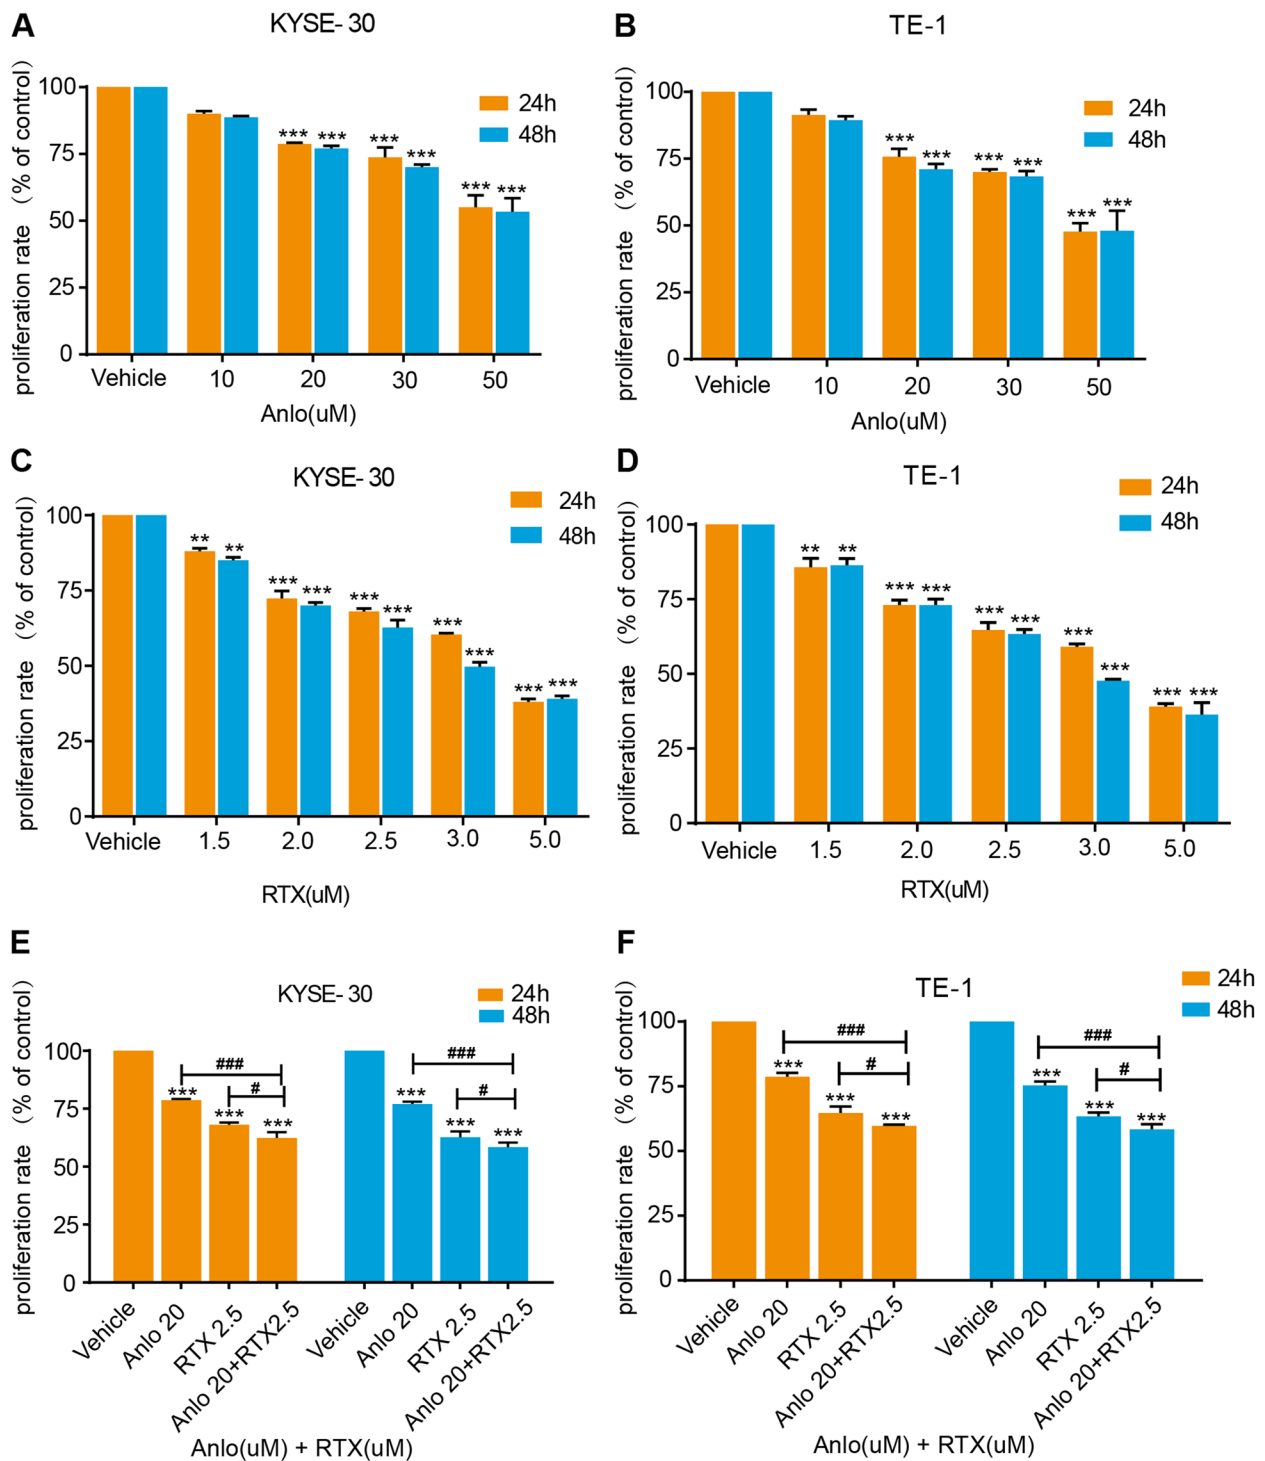 A
KYSE-30
proliferation rate (% of control)
100
75
50
25
0
24h
48h
*** *** *** *** *** ***
Vehicle 10 20 30 50
Anlo(uM)
B
TE-1
proliferation rate (% of control)
100
75
50
25
0
24h
48h
*** *** *** *** *** ***
Vehicle 10 20 30 50
Anlo(uM)
C
KYSE-30
proliferation rate (% of control)
100
75
50
25
0
24h
48h
** ** *** *** *** *** *** *** *** ***
Vehicle 1.5 2.0 2.5 3.0 5.0
RTX(uM)
D
TE-1
proliferation rate (% of control)
100
75
50
25
0
24h
48h
** ** *** *** *** *** *** *** *** ***
Vehicle 1.5 2.0 2.5 3.0 5.0
RTX(uM)
E
KYSE-30
proliferation rate (% of control)
100
75
50
25
0
24h
48h
### ###
# #
*** *** *** *** *** ***
Vehicle
Anlo 20
RTX 2.5
Anlo 20+RTX2.5
Vehicle
Anlo 20
RTX 2.5
Anlo 20+RTX2.5
Anlo(uM) + RTX(uM)
F
TE-1
proliferation rate (% of control)
100
75
50
25
0
24h
48h
### ###
# #
*** *** *** *** *** ***
Vehicle
Anlo 20
RTX 2.5
Anlo 20+RTX2.5
Vehicle
Anlo 20
RTX 2.5
Anlo 20+RTX2.5
Anlo(uM) + RTX(uM)